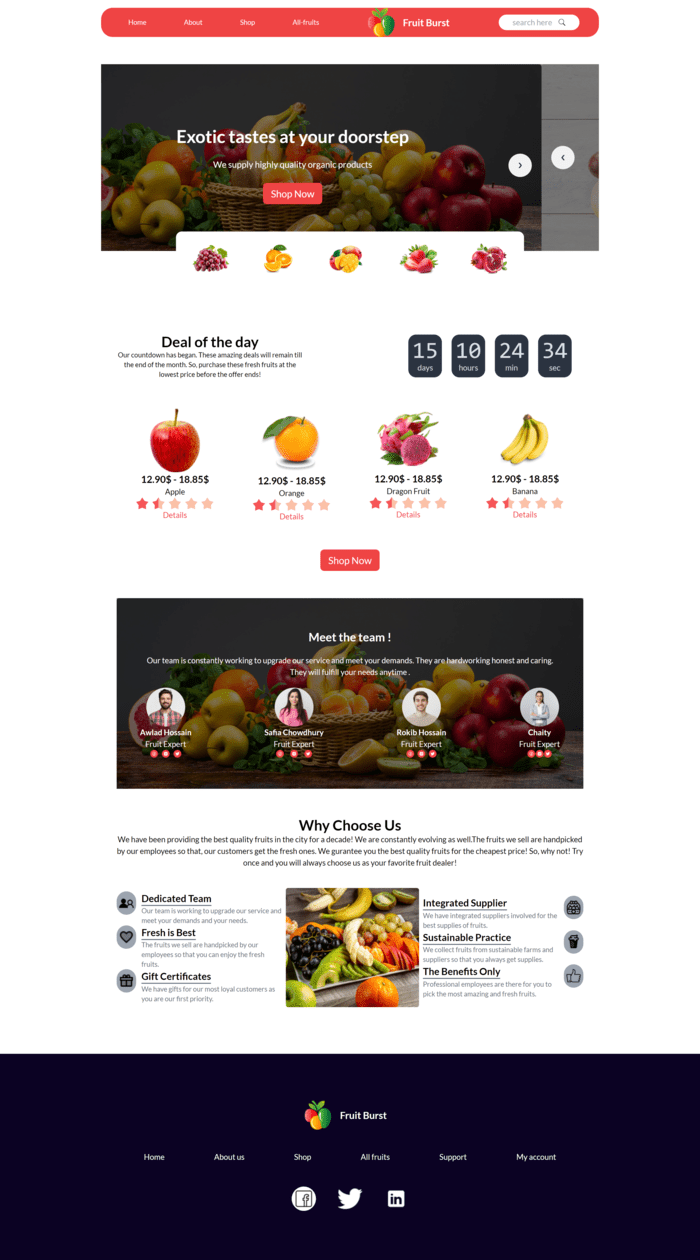 Home
About
Shop
All-fruits
Fruit Burst
search here
Exotic tastes at your doorstep
We supply highly quality organic products
Shop Now
Deal of the day
Our countdown has began. These amazing deals will remain till
the end of the month. So, purchase these fresh fruits at the
lowest price before the offer ends!
15
days
10
hours
24
min
34
sec
12.90$ - 18.85$
Apple
Details
12.90$ - 18.85$
Orange
Details
12.90$ - 18.85$
Dragon Fruit
Details
12.90$ - 18.85$
Banana
Details
Shop Now
Meet the team !
Our team is constantly working to upgrade our service and meet your demands. They are hardworking honest and caring.
They will fulfill your needs anytime .
Awlad Hossain
Fruit Expert
Safia Chowdhury
Fruit Expert
Rokib Hossain
Fruit Expert
Chaity
Fruit Expert
Why Choose Us
We have been providing the best quality fruits in the city for a decade! We are constantly evolving as well.The fruits we sell are handpicked
by our employees so that, our customers get the fresh ones. We gurantee you the best quality fruits for the cheapest price! So, why not! Try
once and you will always choose us as your favorite fruit dealer!
Dedicated Team
Our team is working to upgrade our service and
meet your demands and your needs.
Fresh is Best
The fruits we sell are handpicked by our
employees so that you can enjoy the fresh
fruits.
Gift Certificates
We have gifts for our most loyal customers as
you are our first priority.
Integrated Supplier
We have integrated suppliers involved for the
best supplies of fruits.
Sustainable Practice
We collect fruits from sustainable farms and
suppliers so that you always get supplies.
The Benefits Only
Professional employees are there for you to
pick the most amazing and fresh fruits.
Fruit Burst
Home
About us
Shop
All fruits
Support
My account